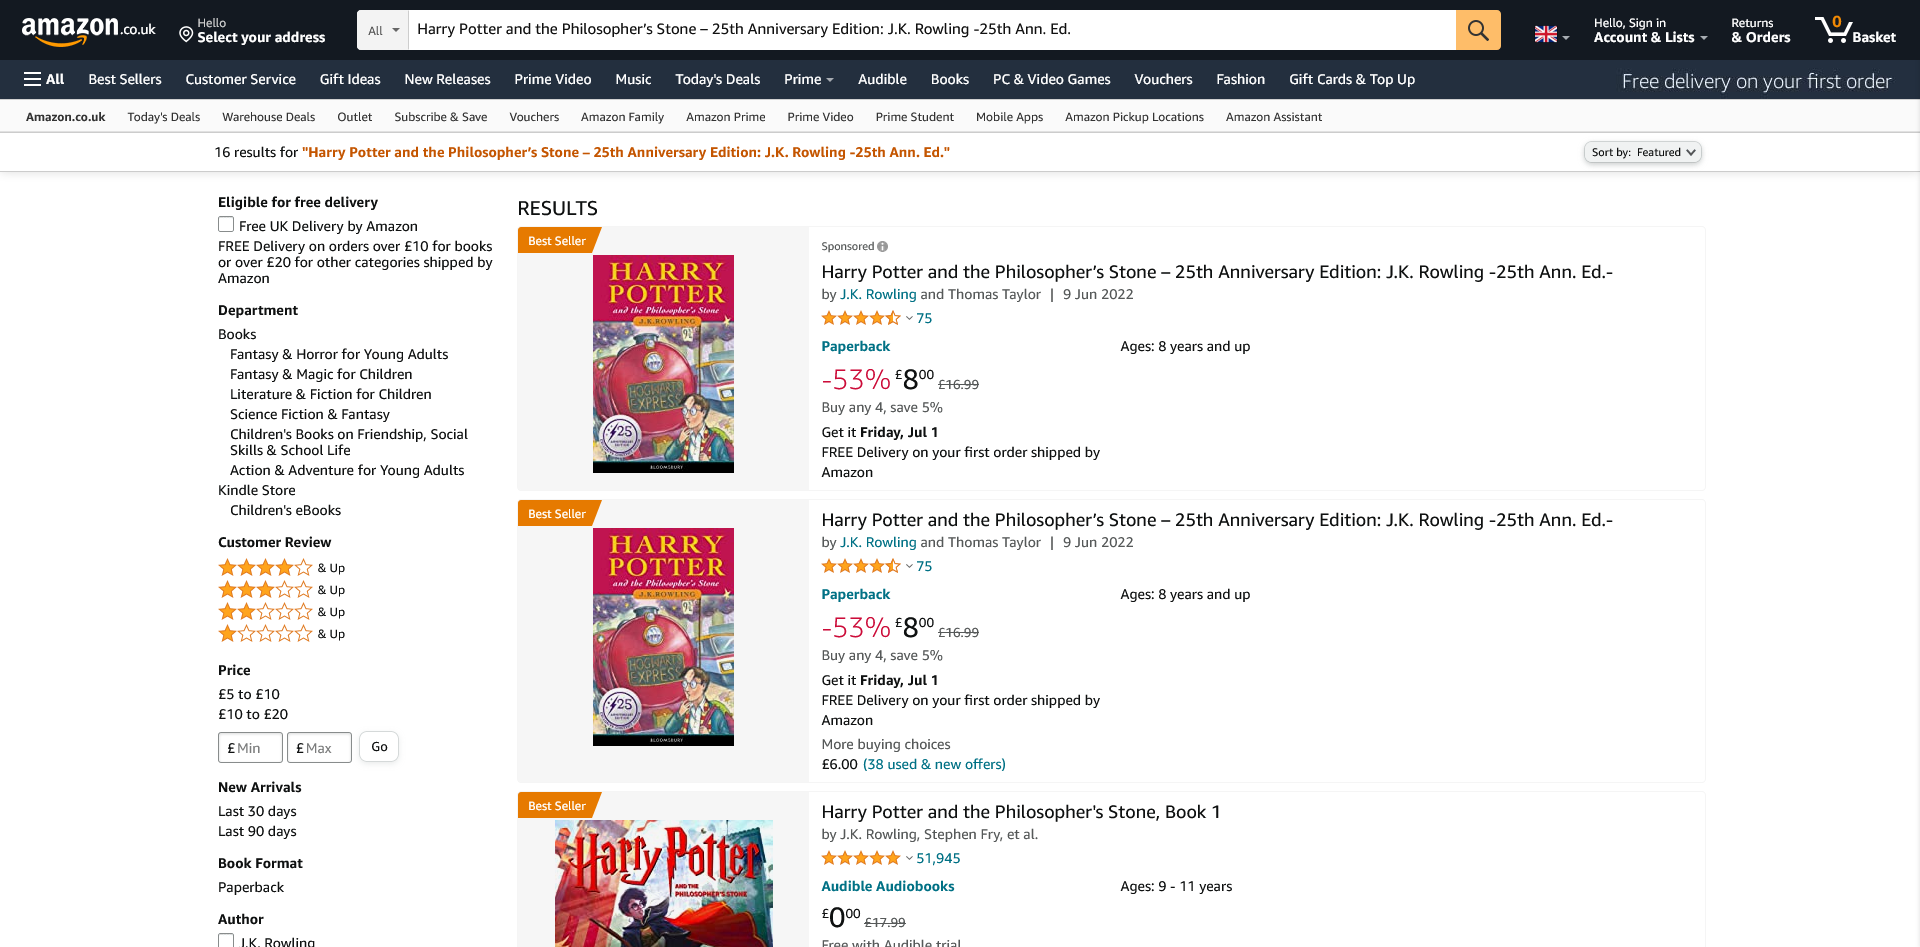 amazon.co.uk
Hello
Select your address
All
Harry Potter and the Philosopher’s Stone – 25th Anniversary Edition: J.K. Rowling -25th Ann. Ed.
Hello, Sign in
Account & Lists
Returns
& Orders
0
Basket
All
Best Sellers
Customer Service
Gift Ideas
New Releases
Prime Video
Music
Today's Deals
Prime
Audible
Books
PC & Video Games
Vouchers
Fashion
Gift Cards & Top Up
Free delivery on your first order
Amazon.co.uk
Today's Deals
Warehouse Deals
Outlet
Subscribe & Save
Vouchers
Amazon Family
Amazon Prime
Prime Video
Prime Student
Mobile Apps
Amazon Pickup Locations
Amazon Assistant
16 results for "Harry Potter and the Philosopher’s Stone – 25th Anniversary Edition: J.K. Rowling -25th Ann. Ed."
Sort by: Featured
Eligible for free delivery
Free UK Delivery by Amazon
FREE Delivery on orders over £10 for books
or over £20 for other categories shipped by
Amazon
Department
Books
Fantasy & Horror for Young Adults
Fantasy & Magic for Children
Literature & Fiction for Children
Science Fiction & Fantasy
Children's Books on Friendship, Social
Skills & School Life
Action & Adventure for Young Adults
Kindle Store
Children's eBooks
Customer Review
& Up
& Up
& Up
& Up
Price
£5 to £10
£10 to £20
£ Min
£ Max
Go
New Arrivals
Last 30 days
Last 90 days
Book Format
Paperback
Author
J.K. Rowling
RESULTS
Best Seller
HARRY
POTTER
and the Philosopher's Stone
J.K.ROWLING
9¾
HOGWARTS
EXPRESS
25
ANNIVERSARY
EDITION
BLOOMSBURY
Sponsored
Harry Potter and the Philosopher’s Stone – 25th Anniversary Edition: J.K. Rowling -25th Ann. Ed.-
by J.K. Rowling and Thomas Taylor | 9 Jun 2022
75
Paperback
Ages: 8 years and up
-53% £800 £16.99
Buy any 4, save 5%
Get it Friday, Jul 1
FREE Delivery on your first order shipped by
Amazon
Best Seller
HARRY
POTTER
and the Philosopher's Stone
J.K.ROWLING
9¾
HOGWARTS
EXPRESS
25
ANNIVERSARY
EDITION
BLOOMSBURY
Harry Potter and the Philosopher’s Stone – 25th Anniversary Edition: J.K. Rowling -25th Ann. Ed.-
by J.K. Rowling and Thomas Taylor | 9 Jun 2022
75
Paperback
Ages: 8 years and up
-53% £800 £16.99
Buy any 4, save 5%
Get it Friday, Jul 1
FREE Delivery on your first order shipped by
Amazon
More buying choices
£6.00 (38 used & new offers)
Best Seller
Harry Potter
AND THE
PHILOSOPHER'S STONE
Harry Potter and the Philosopher's Stone, Book 1
by J.K. Rowling, Stephen Fry, et al.
51,945
Audible Audiobooks
Ages: 9 - 11 years
£000 £17.99
Free with Audible trial